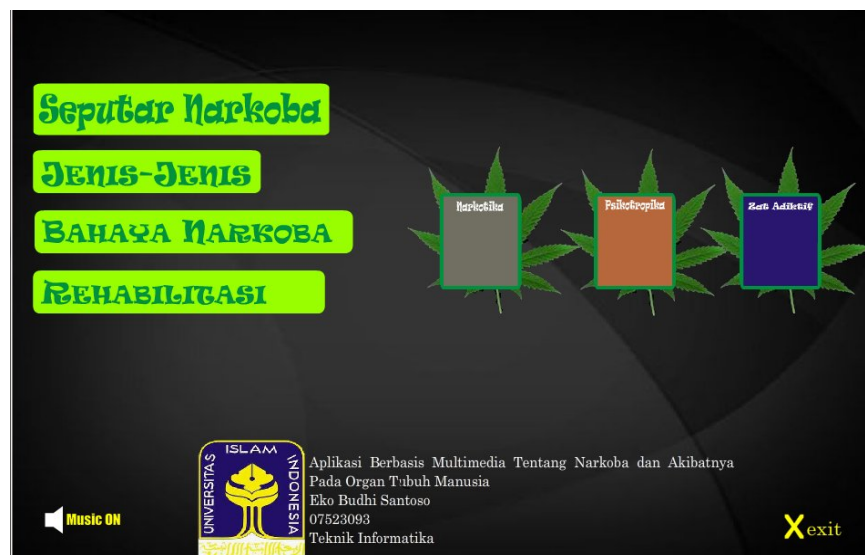 Seputar Narkoba
Jenis-Jenis
Bahaya Narkoba
Rehabilitasi
Narkotika
Psikotropika
Zat Adiktif
UNIVERSITAS ISLAM INDONESIA
Aplikasi Berbasis Multimedia Tentang Narkoba dan Akibatnya
Pada Organ Tubuh Manusia
Eko Budhi Santoso
07523093
Teknik Informatika
Music ON
X exit